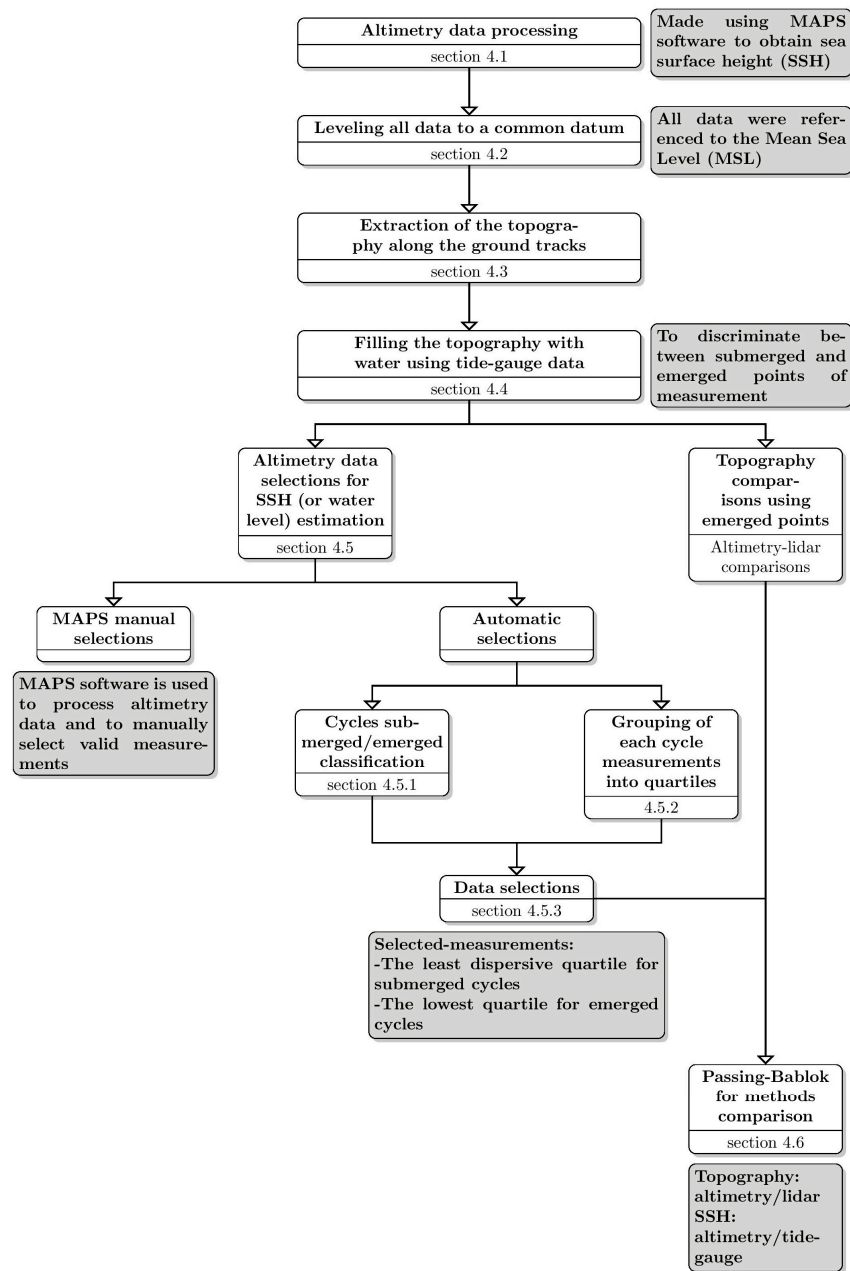 Altimetry data processing
section 4.1
Made using MAPS
software to obtain sea
surface height (SSH)
Leveling all data to a common datum
section 4.2
All data were refer-
enced to the Mean Sea
Level (MSL)
Extraction of the topogra-
phy along the ground tracks
section 4.3
Filling the topography with
water using tide-gauge data
section 4.4
To discriminate be-
tween submerged and
emerged points of
measurement
Altimetry data
selections for
SSH (or water
level) estimation
section 4.5
Topography
compar-
isons using
emerged points
Altimetry-lidar
comparisons
MAPS manual
selections
Automatic
selections
MAPS software is used
to process altimetry
data and to manually
select valid measure-
ments
Cycles sub-
merged/emerged
classification
section 4.5.1
Grouping of
each cycle
measurements
into quartiles
4.5.2
Data selections
section 4.5.3
Selected-measurements:
-The least dispersive quartile for
submerged cycles
-The lowest quartile for emerged
cycles
Passing-Bablok
for methods
comparison
section 4.6
Topography:
altimetry/lidar
SSH:
altimetry/tide-
gauge